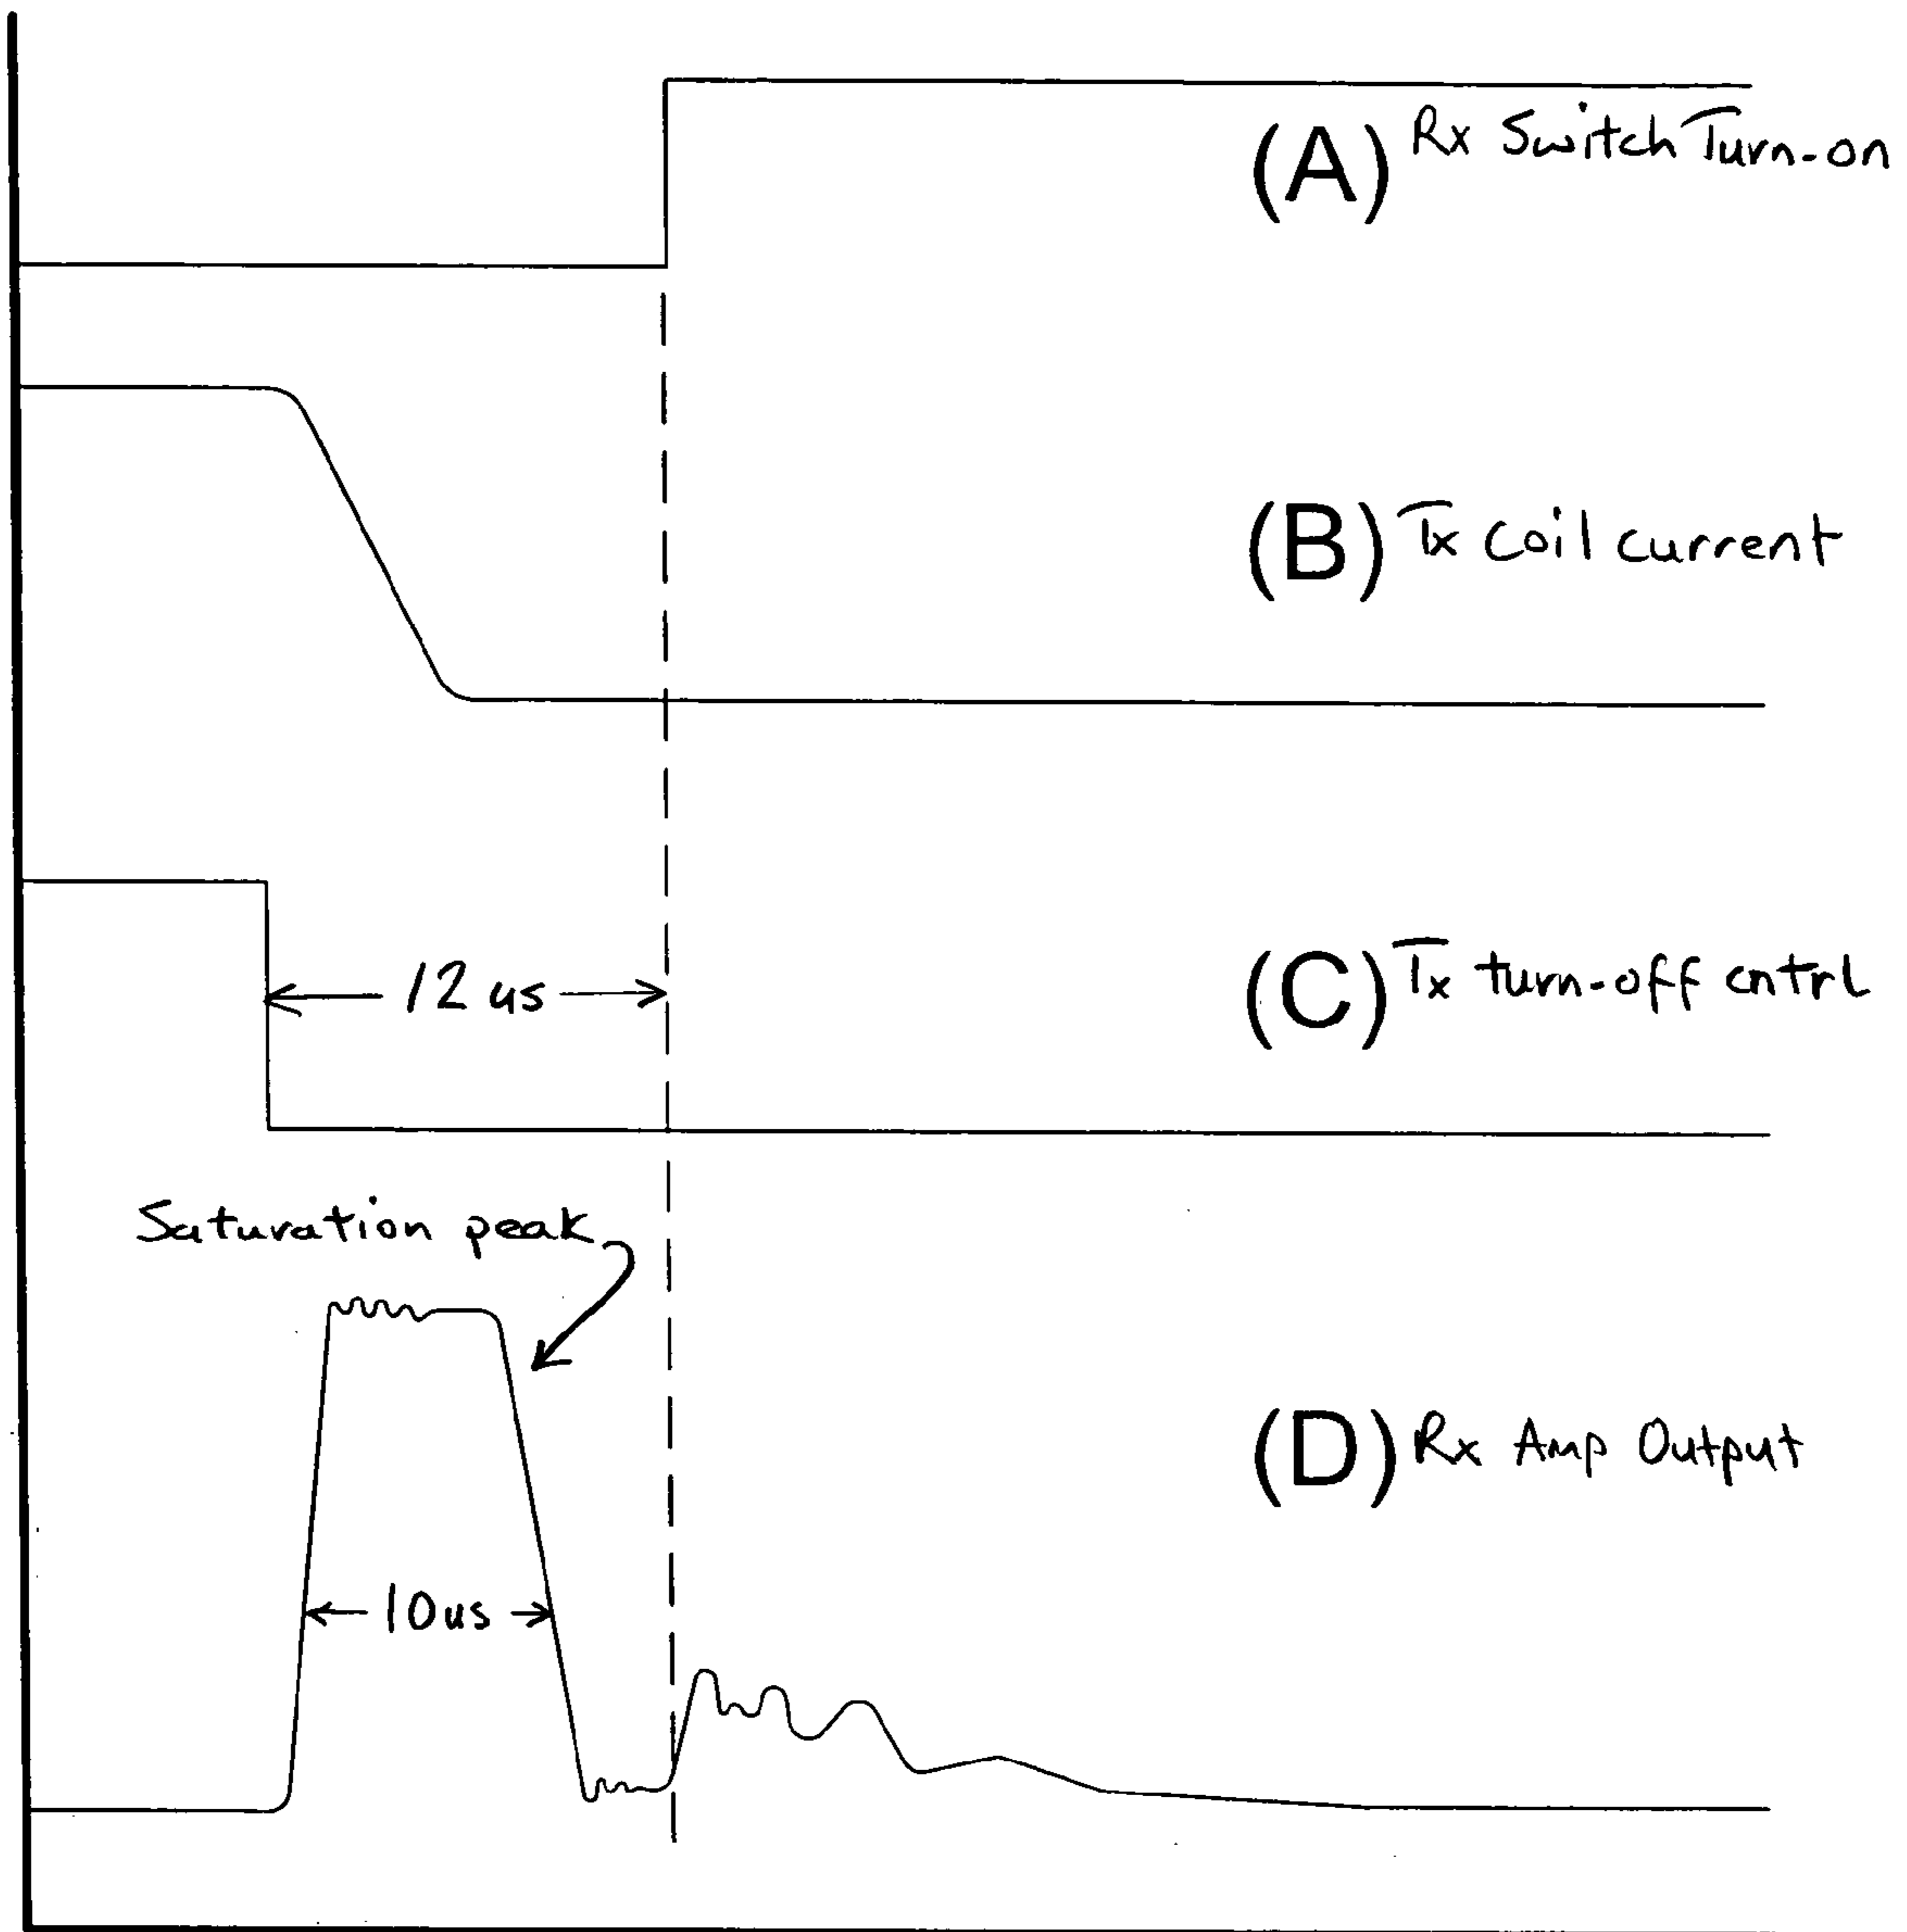 (A) Rx Switch Turn-on
(B) Tx Coil current
(C) Tx turn-off cntrl
12 us
Saturation peak
(D) Rx Amp Output
10us